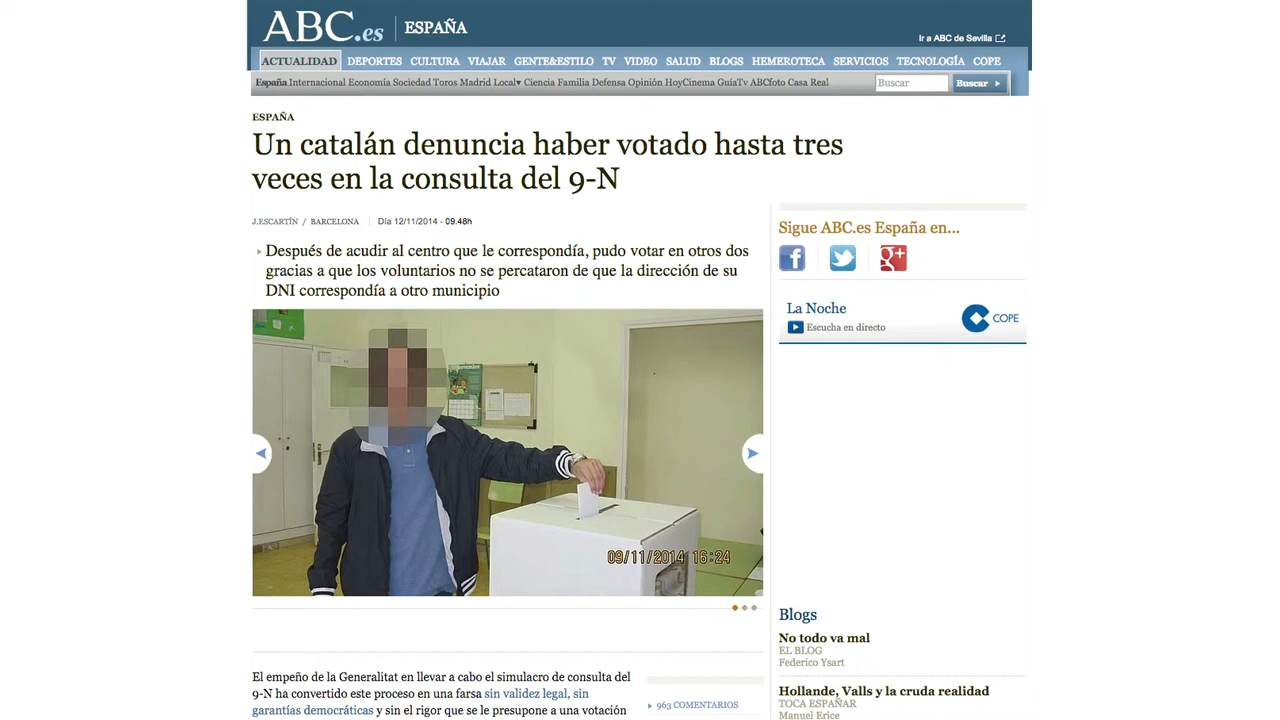 ABC.es ESPAÑA
Ir a ABC de Sevilla
ACTUALIDAD DEPORTES CULTURA VIAJAR GENTE&ESTILO TV VIDEO SALUD BLOGS HEMEROTECA SERVICIOS TECNOLOGÍA COPE
España Internacional Economía Sociedad Toros Madrid Local Ciencia Familia Defensa Opinión HoyCinema GuíaTv ABCfoto Casa Real Buscar Buscar
ESPAÑA
Un catalán denuncia haber votado hasta tres
veces en la consulta del 9-N
J.ESCARTÍN / BARCELONA Día 12/11/2014 - 09.48h
Después de acudir al centro que le correspondía, pudo votar en otros dos
gracias a que los voluntarios no se percataron de que la dirección de su
DNI correspondía a otro municipio
09/11/2014 16:24
El empeño de la Generalitat en llevar a cabo el simulacro de consulta del
9-N ha convertido este proceso en una farsa sin validez legal, sin
garantías democráticas y sin el rigor que se le presupone a una votación
963 COMENTARIOS
Sigue ABC.es España en...
La Noche
Escucha en directo
COPE
Blogs
No todo va mal
EL BLOG
Federico Ysart
Hollande, Valls y la cruda realidad
TOCA ESPAÑAR
Manuel Erice